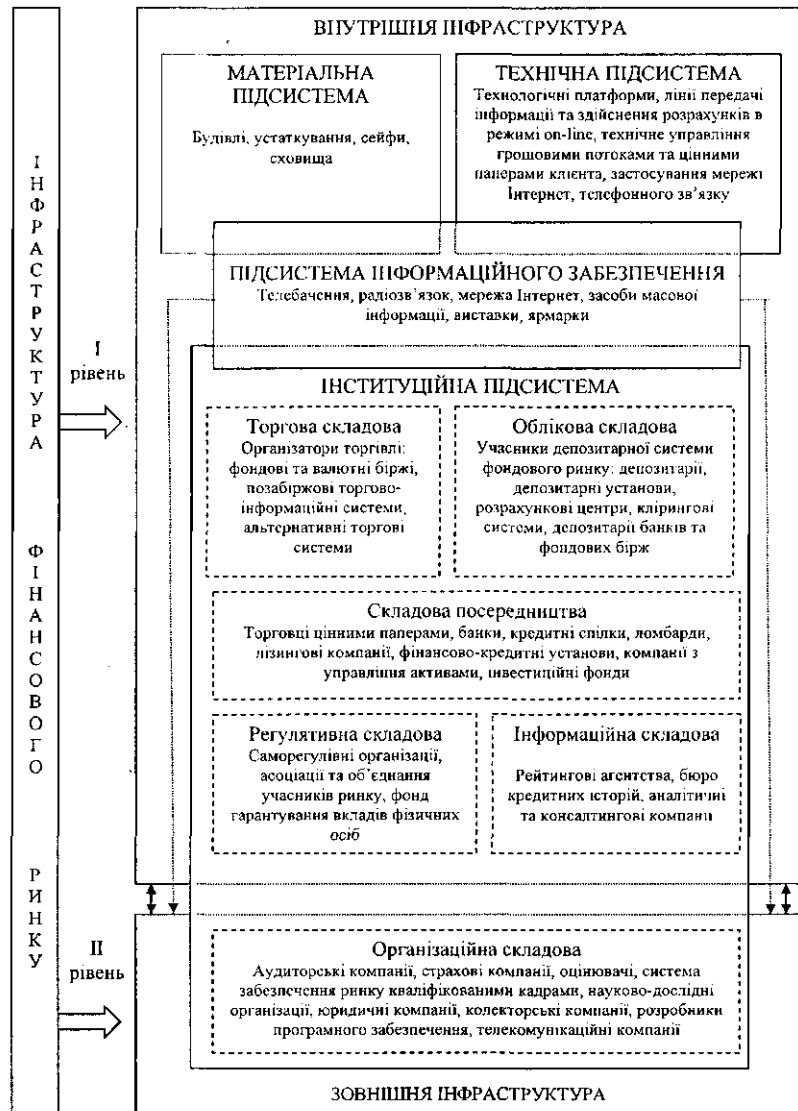 ІНФРАСТРУКТУРА ФІНАНСОВОГО РИНКУ
І
рівень
ІІ
рівень
ВНУТРІШНЯ ІНФРАСТРУКТУРА
МАТЕРІАЛЬНА
ПІДСИСТЕМА
Будівлі, устаткування, сейфи,
сховища
ТЕХНІЧНА ПІДСИСТЕМА
Технологічні платформи, лінії передачі
інформації та здійснення розрахунків в
режимі on-line, технічне управління
грошовими потоками та цінними
паперами клієнта, застосування мережі
Інтернет, телефонного зв’язку
ПІДСИСТЕМА ІНФОРМАЦІЙНОГО ЗАБЕЗПЕЧЕННЯ
Телебачення, радіозв’язок, мережа Інтернет, засоби масової
інформації, виставки, ярмарки
ІНСТИТУЦІЙНА ПІДСИСТЕМА
Торгова складова
Організатори торгівлі:
фондові та валютні біржі,
позабіржові торгово-
інформаційні системи,
альтернативні торгові
системи
Облікова складова
Учасники депозитарної системи
фондового ринку: депозитарії,
депозитарні установи,
розрахункові центри, клірингові
системи, депозитарії банків та
фондових бірж
Складова посередництва
Торговці цінними паперами, банки, кредитні спілки, ломбарди,
лізингові компанії, фінансово-кредитні установи, компанії з
управління активами, інвестиційні фонди
Регулятивна складова
Саморегулівні організації,
асоціації та об’єднання
учасників ринку, фонд
гарантування вкладів фізичних
осіб
Інформаційна складова
Рейтингові агентства, бюро
кредитних історій, аналітичні
та консалтингові компанії
Організаційна складова
Аудиторські компанії, страхові компанії, оцінювачі, система
забезпечення ринку кваліфікованими кадрами, науково-дослідні
організації, юридичні компанії, колекторські компанії, розробники
програмного забезпечення, телекомунікаційні компанії
ЗОВНІШНЯ ІНФРАСТРУКТУРА